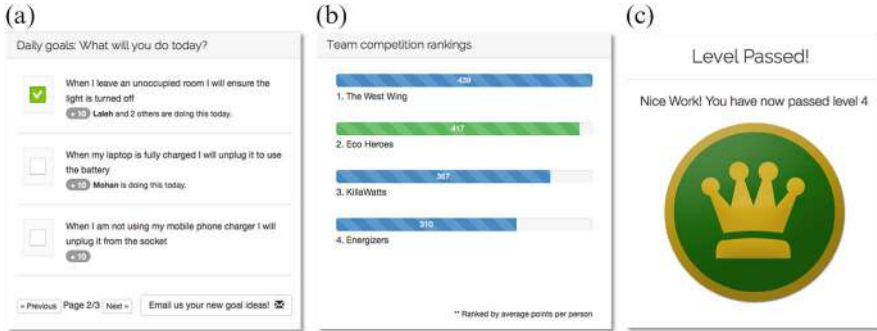 (a)
Daily goals: What will you do today?
When I leave an unoccupied room I will ensure the
light is turned off
+ 10 Laleh and 2 others are doing this today.
When my laptop is fully charged I will unplug it to use
the battery
+ 10 Mohan is doing this today.
When I am not using my mobile phone charger I will
unplug it from the socket
+ 10
« Previous Page 2/3 Next » Email us your new goal ideas!
(b)
Team competition rankings
439
1. The West Wing
417
2. Eco Heroes
367
3. KillaWatts
310
4. Energizers
** Ranked by average points per person
(c)
Level Passed!
Nice Work! You have now passed level 4